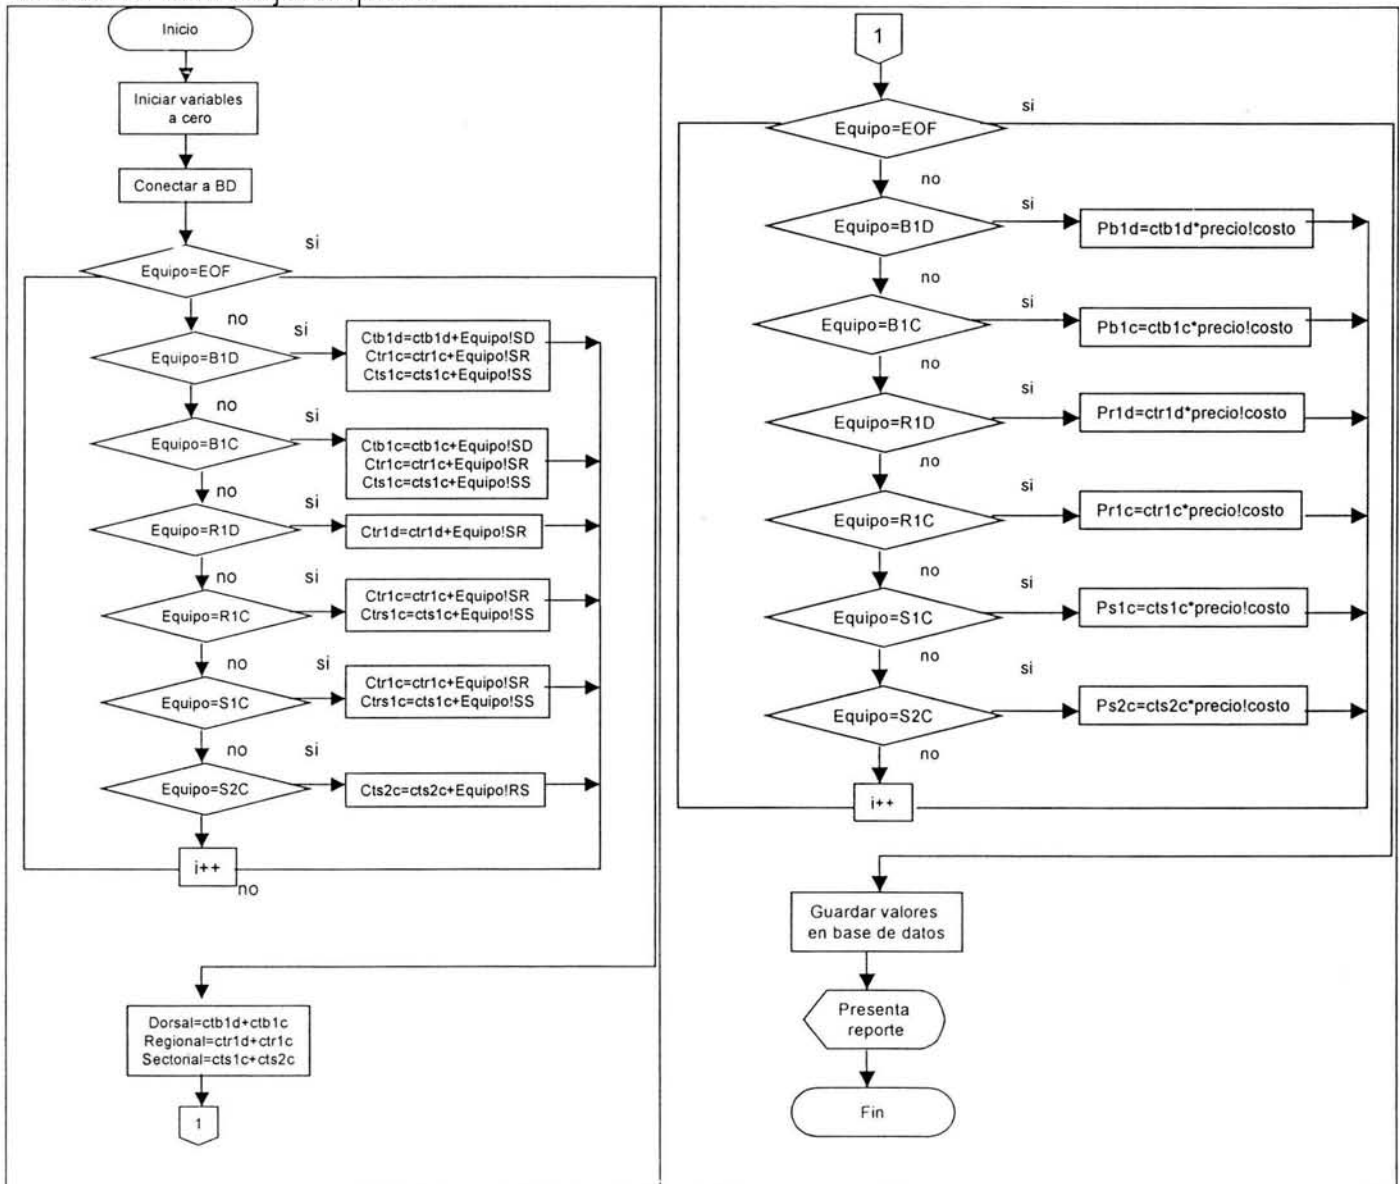 Inicio
Iniciar variables
a cero
Conectar a BD
si
Equipo=EOF
no
si
Equipo=B1D
Ctb1d=ctb1d+Equipo!SD
Ctr1c=ctr1c+Equipo!SR
Cts1c=cts1c+Equipo!SS
no
si
Equipo=B1C
Ctb1c=ctb1c+Equipo!SD
Ctr1c=ctr1c+Equipo!SR
Cts1c=cts1c+Equipo!SS
no
si
Equipo=R1D
Ctr1d=ctr1d+Equipo!SR
no
si
Equipo=R1C
Ctr1c=ctr1c+Equipo!SR
Ctrs1c=cts1c+Equipo!SS
no
si
Equipo=S1C
Ctr1c=ctr1c+Equipo!SR
Ctrs1c=cts1c+Equipo!SS
no
si
Equipo=S2C
Cts2c=cts2c+Equipo!RS
i++
no
Dorsal=ctb1d+ctb1c
Regional=ctr1d+ctr1c
Sectorial=cts1c+cts2c
1
1
si
Equipo=EOF
no
si
Equipo=B1D
Pb1d=ctb1d*precio!costo
no
si
Equipo=B1C
Pb1c=ctb1c*precio!costo
no
si
Equipo=R1D
Pr1d=ctr1d*precio!costo
no
si
Equipo=R1C
Pr1c=ctr1c*precio!costo
no
si
Equipo=S1C
Ps1c=cts1c*precio!costo
no
si
Equipo=S2C
Ps2c=cts2c*precio!costo
no
i++
Guardar valores
en base de datos
Presenta
reporte
Fin